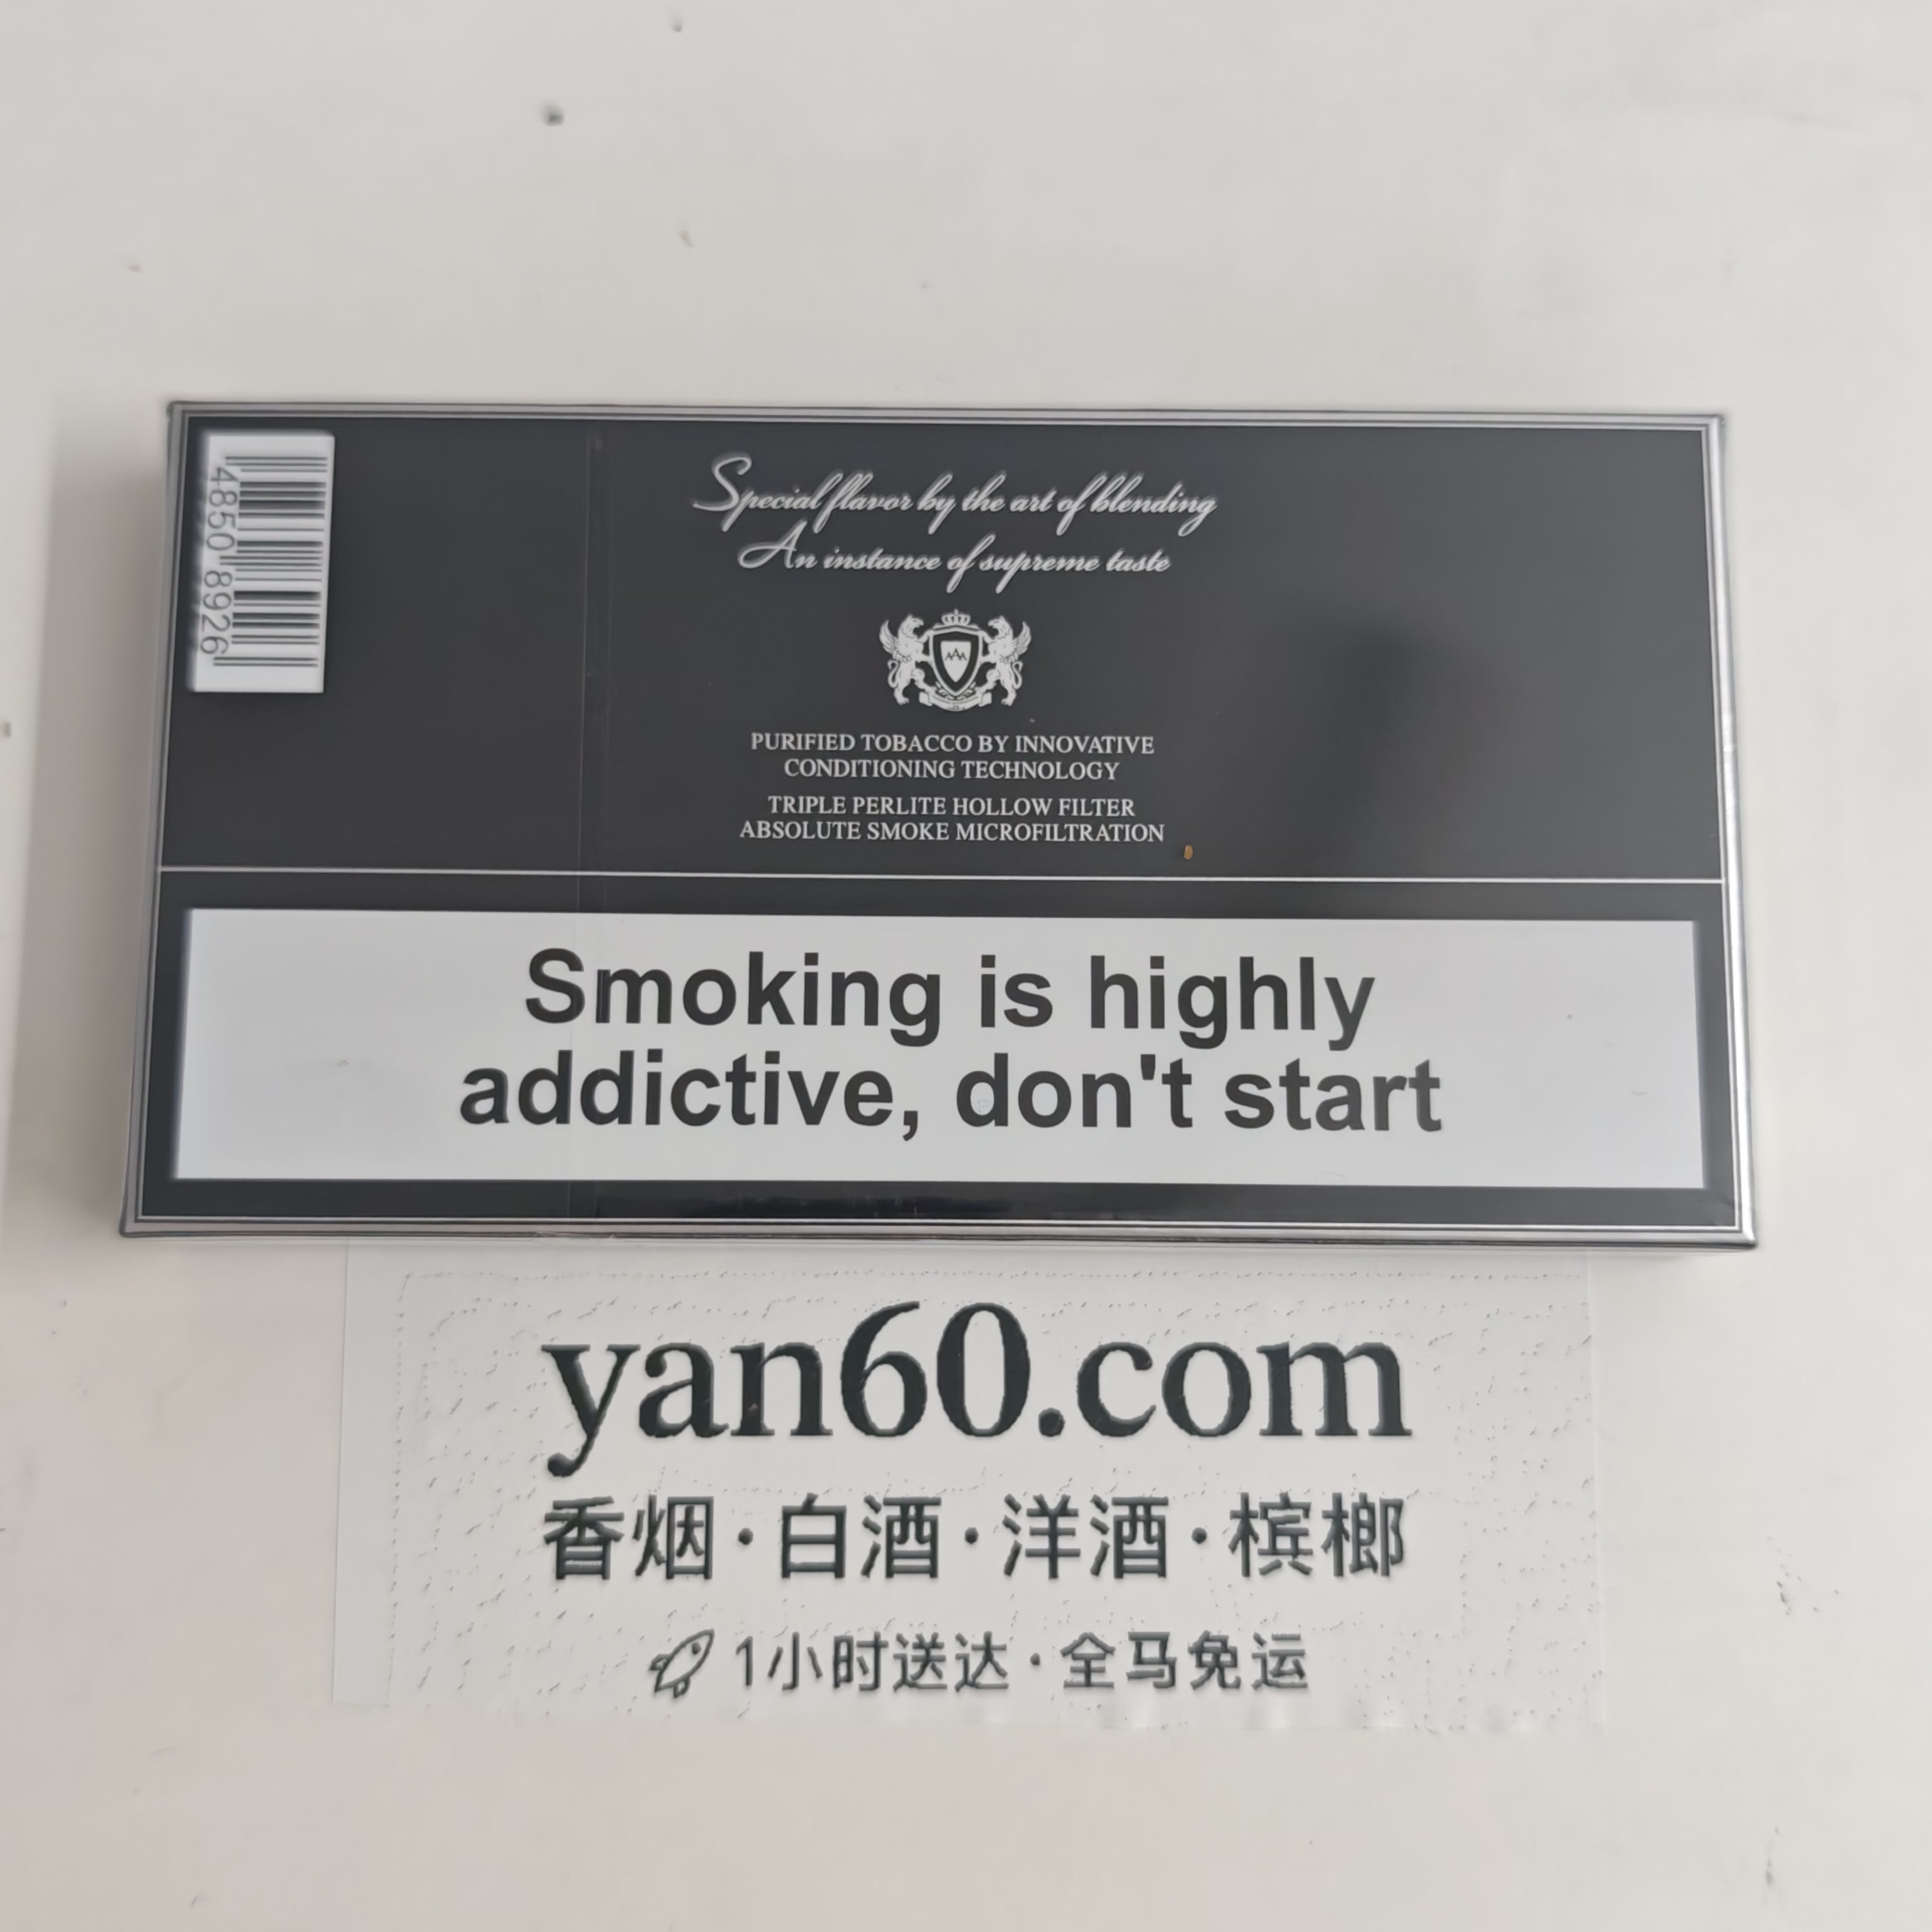 4850 8926
Special flavor by the art of blending
An instance of supreme taste
AAA
PURIFIED TOBACCO BY INNOVATIVE
CONDITIONING TECHNOLOGY
TRIPLE PERLITE HOLLOW FILTER
ABSOLUTE SMOKE MICROFILTRATION
Smoking is highly
addictive, don't start
yan60.com
香烟·白酒·洋酒·槟榔
1小时送达·全马免运